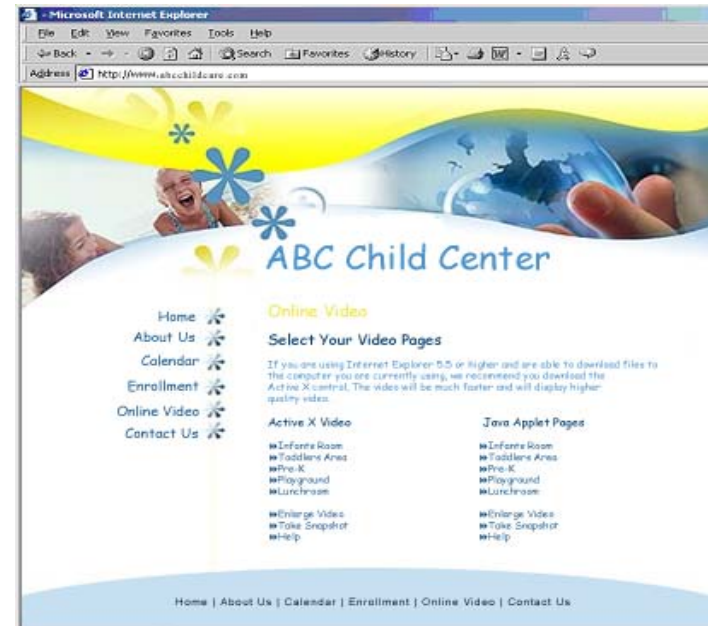 - Microsoft Internet Explorer
File Edit View Favorites Tools Help
Back Search Favorites History
Address http://www.abcchildcare.com
ABC Child Center
Home
About Us
Calendar
Enrollment
Online Video
Contact Us
Online Video
Select Your Video Pages
If you are using Internet Explorer 5.5 or higher and are able to download files to
the computer you are currently using, we recommend you download the
Active X control. The video will be much faster and will display higher
quality video.
Active X Video
Infants Room
Toddlers Area
Pre-K
Playground
Lunchroom
Enlarge Video
Take Snapshot
Help
Java Applet Pages
Infants Room
Toddlers Area
Pre-K
Playground
Lunchroom
Enlarge Video
Take Snapshot
Help
Home | About Us | Calendar | Enrollment | Online Video | Contact Us